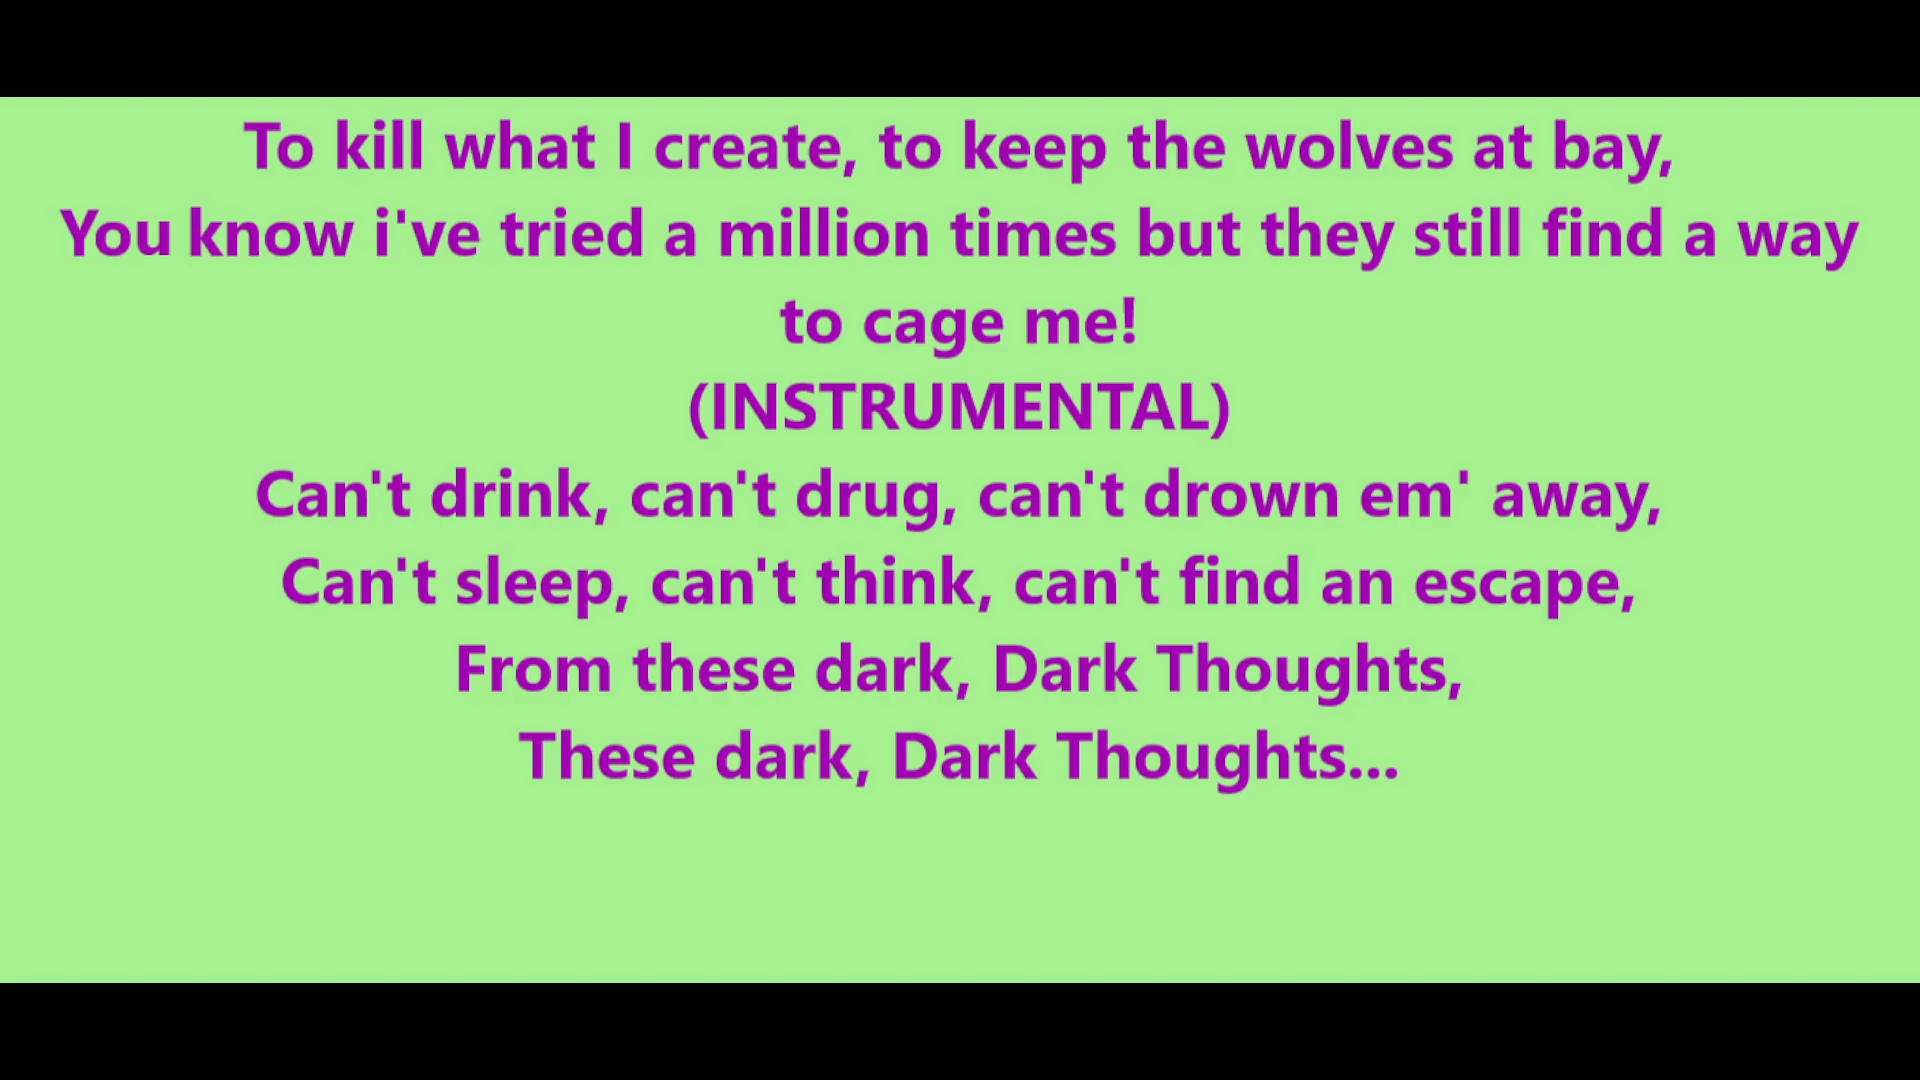 To kill what I create, to keep the wolves at bay,
You know i've tried a million times but they still find a way
to cage me!
(INSTRUMENTAL)
Can't drink, can't drug, can't drown em' away,
Can't sleep, can't think, can't find an escape,
From these dark, Dark Thoughts,
These dark, Dark Thoughts...